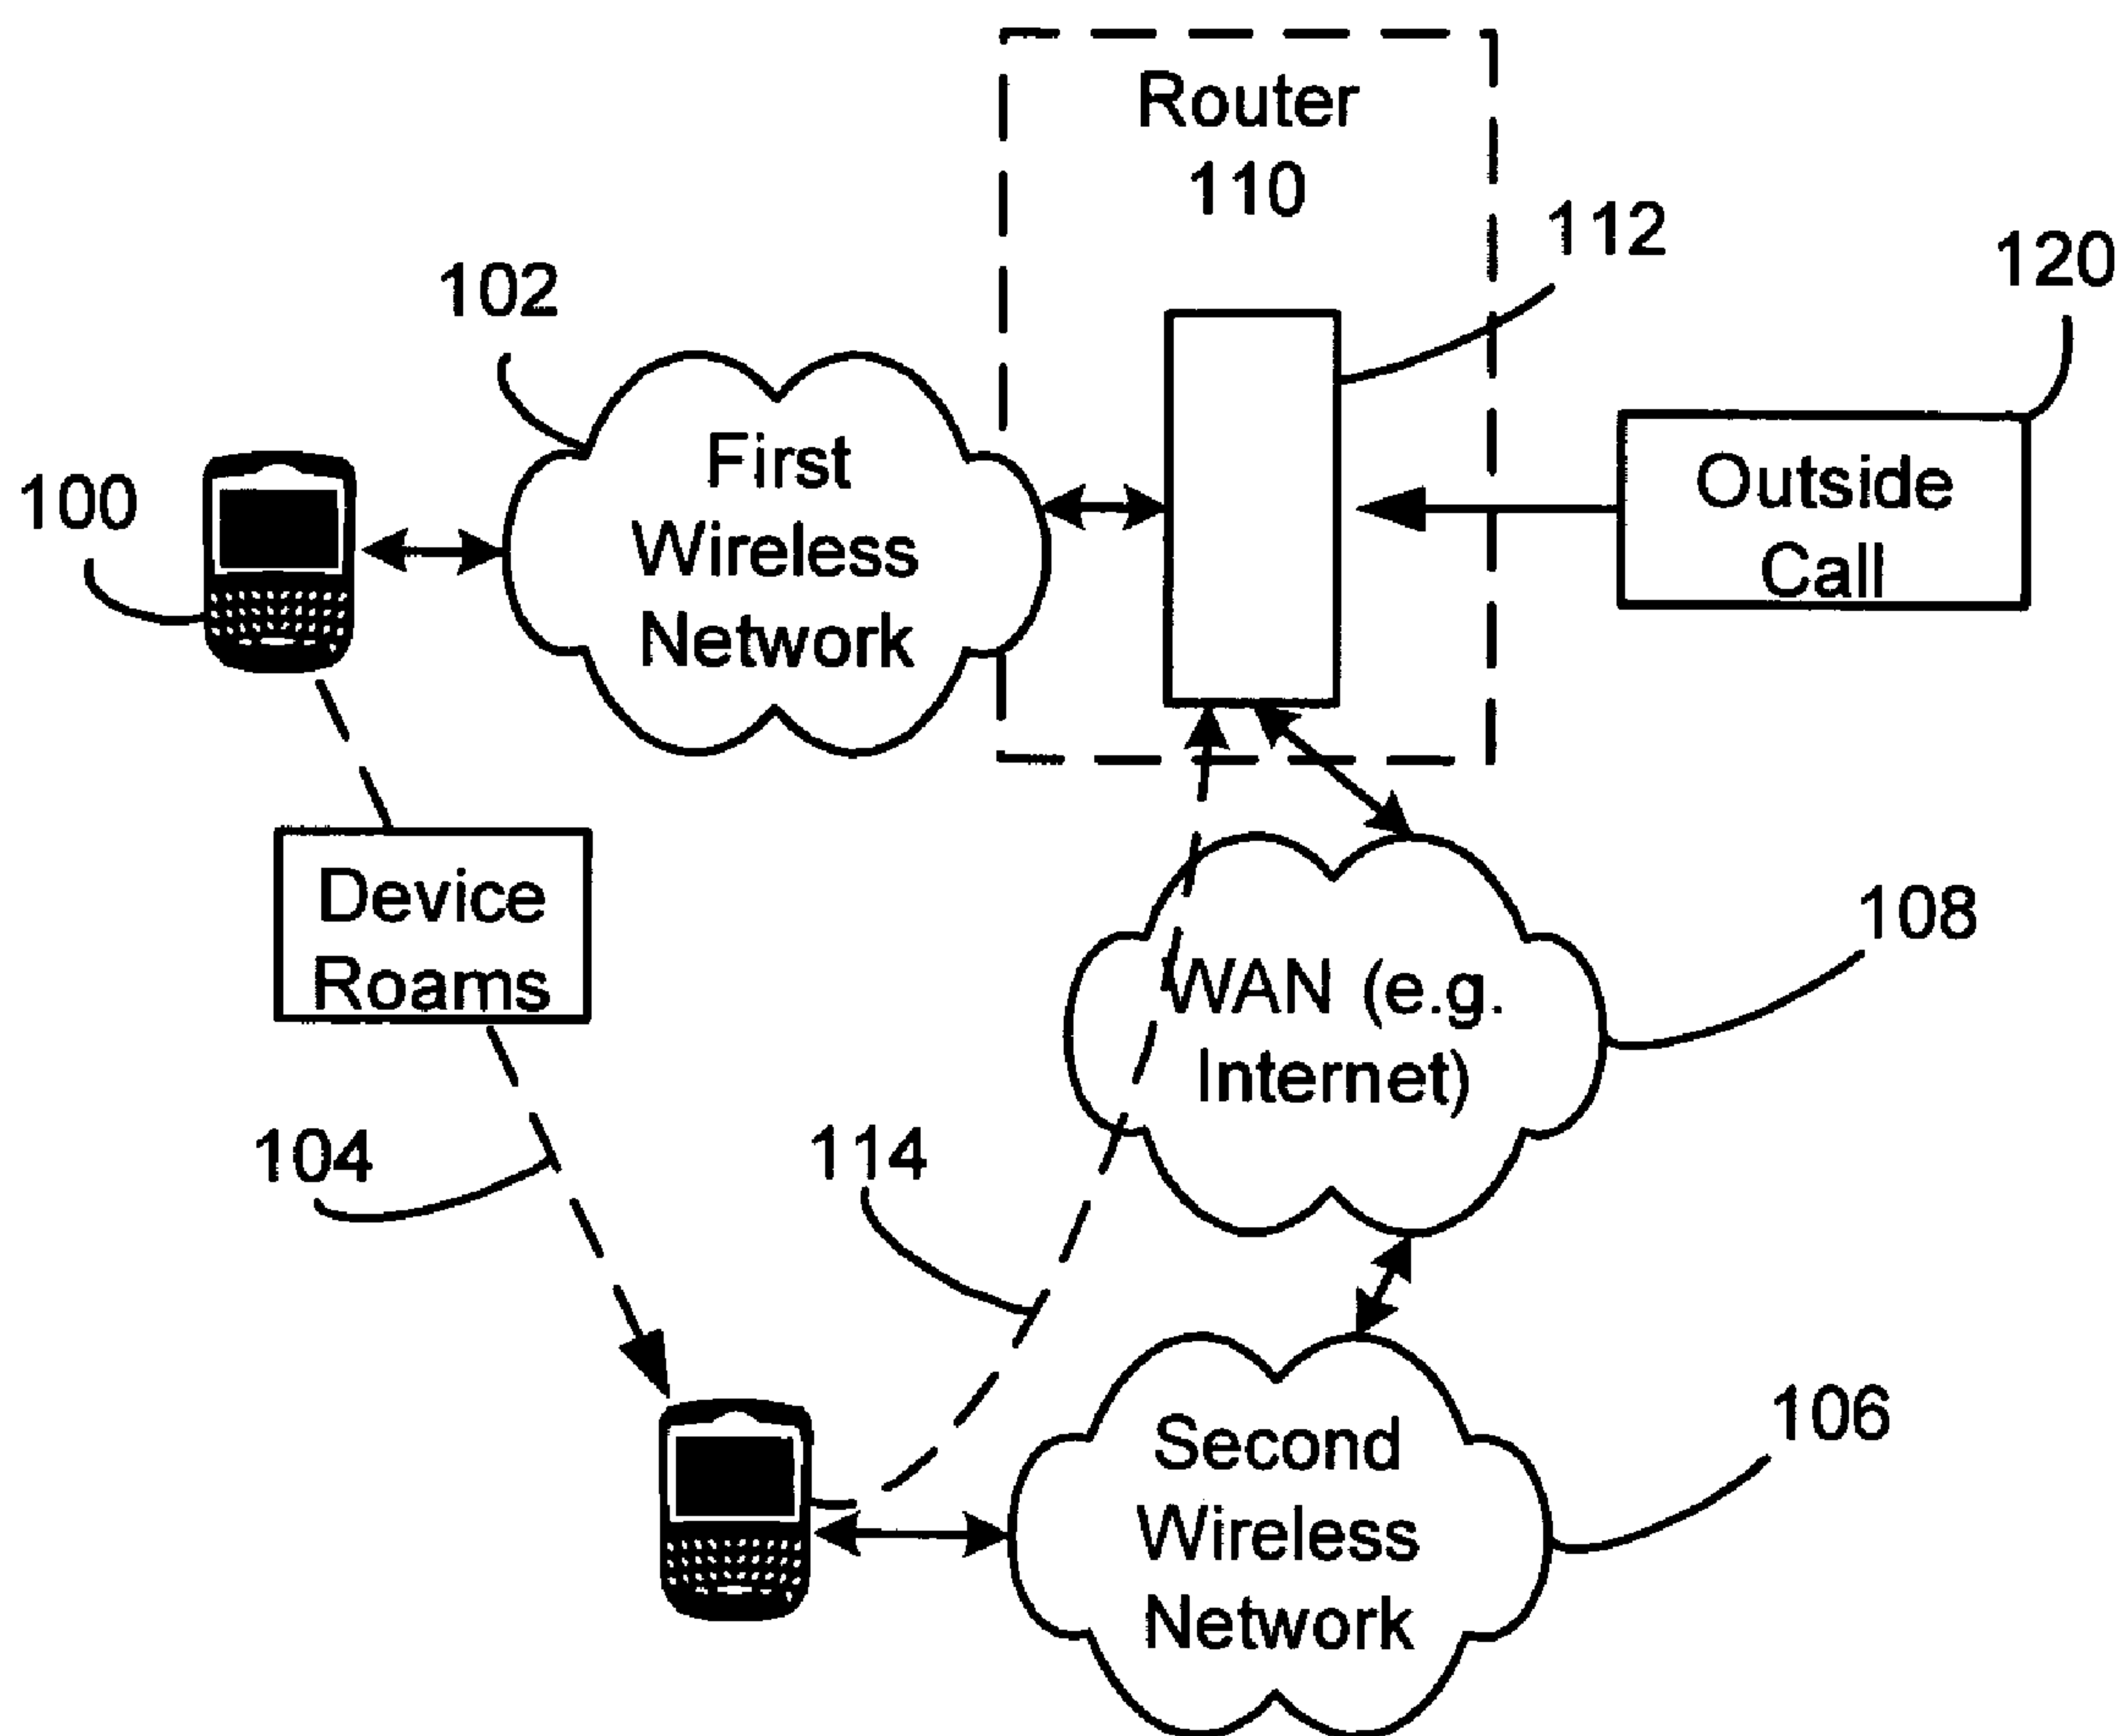 Router
110
112
120
102
First
Wireless
Network
100
Outside
Call
Device
Roams
108
WAN (e.g.
Internet)
104
114
106
Second
Wireless
Network